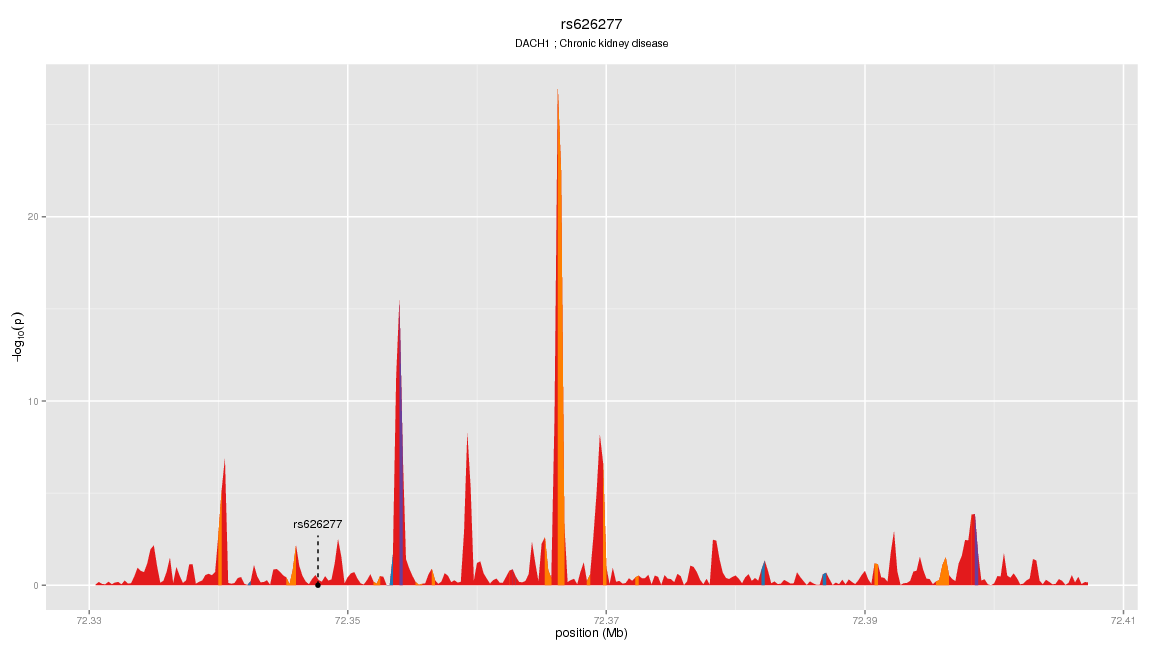 rs626277
DACH1 ; Chronic kidney disease
−log10(p)
20
10
0
rs626277
72.33
72.35
72.37
72.39
72.41
position (Mb)